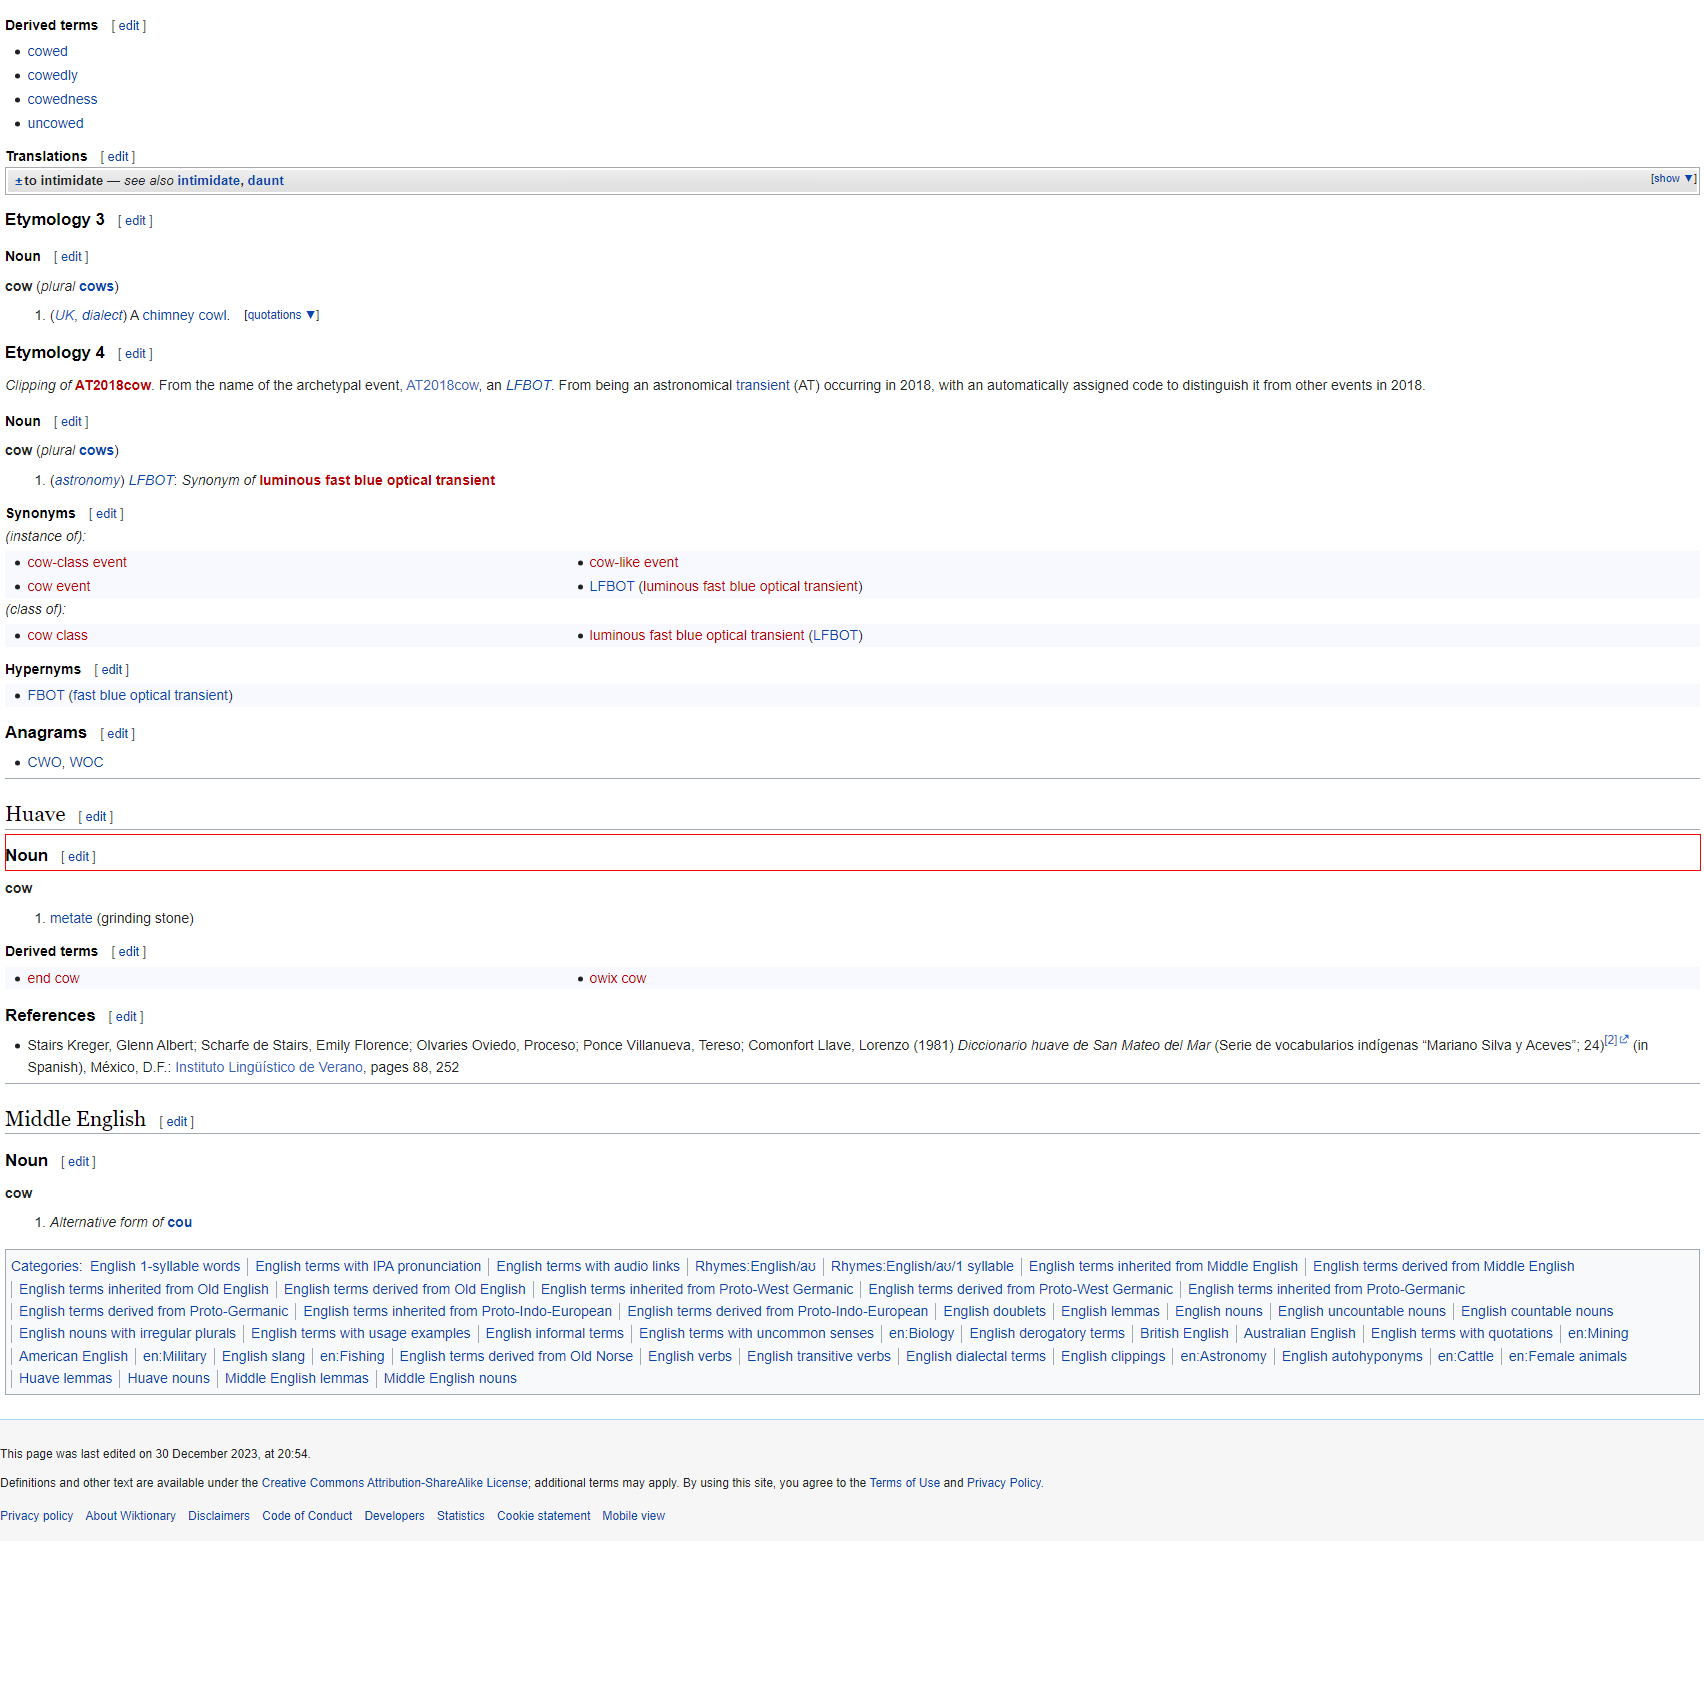 Derived terms [ edit ]
• cowed
• cowedly
• cowedness
• uncowed
Translations [ edit ]
±to intimidate — see also intimidate, daunt [show ▼]
Etymology 3 [ edit ]
Noun [ edit ]
cow (plural cows)
1. (UK, dialect) A chimney cowl. [quotations ▼]
Etymology 4 [ edit ]
Clipping of AT2018cow. From the name of the archetypal event, AT2018cow, an LFBOT. From being an astronomical transient (AT) occurring in 2018, with an automatically assigned code to distinguish it from other events in 2018.
Noun [ edit ]
cow (plural cows)
1. (astronomy) LFBOT: Synonym of luminous fast blue optical transient
Synonyms [ edit ]
(instance of):
• cow-class event • cow-like event
• cow event • LFBOT (luminous fast blue optical transient)
(class of):
• cow class • luminous fast blue optical transient (LFBOT)
Hypernyms [ edit ]
• FBOT (fast blue optical transient)
Anagrams [ edit ]
• CWO, WOC
Huave [ edit ]
Noun [ edit ]
cow
1. metate (grinding stone)
Derived terms [ edit ]
• end cow • owix cow
References [ edit ]
• Stairs Kreger, Glenn Albert; Scharfe de Stairs, Emily Florence; Olvaries Oviedo, Proceso; Ponce Villanueva, Tereso; Comonfort Llave, Lorenzo (1981) Diccionario huave de San Mateo del Mar (Serie de vocabularios indígenas “Mariano Silva y Aceves”; 24)[2] (in
Spanish), México, D.F.: Instituto Lingüístico de Verano, pages 88, 252
Middle English [ edit ]
Noun [ edit ]
cow
1. Alternative form of cou
Categories: English 1-syllable words | English terms with IPA pronunciation | English terms with audio links | Rhymes:English/aʊ | Rhymes:English/aʊ/1 syllable | English terms inherited from Middle English | English terms derived from Middle English
| English terms inherited from Old English | English terms derived from Old English | English terms inherited from Proto-West Germanic | English terms derived from Proto-West Germanic | English terms inherited from Proto-Germanic
| English terms derived from Proto-Germanic | English terms inherited from Proto-Indo-European | English terms derived from Proto-Indo-European | English doublets | English lemmas | English nouns | English uncountable nouns | English countable nouns
| English nouns with irregular plurals | English terms with usage examples | English informal terms | English terms with uncommon senses | en:Biology | English derogatory terms | British English | Australian English | English terms with quotations | en:Mining
| American English | en:Military | English slang | en:Fishing | English terms derived from Old Norse | English verbs | English transitive verbs | English dialectal terms | English clippings | en:Astronomy | English autohyponyms | en:Cattle | en:Female animals
| Huave lemmas | Huave nouns | Middle English lemmas | Middle English nouns
This page was last edited on 30 December 2023, at 20:54.
Definitions and other text are available under the Creative Commons Attribution-ShareAlike License; additional terms may apply. By using this site, you agree to the Terms of Use and Privacy Policy.
Privacy policy About Wiktionary Disclaimers Code of Conduct Developers Statistics Cookie statement Mobile view